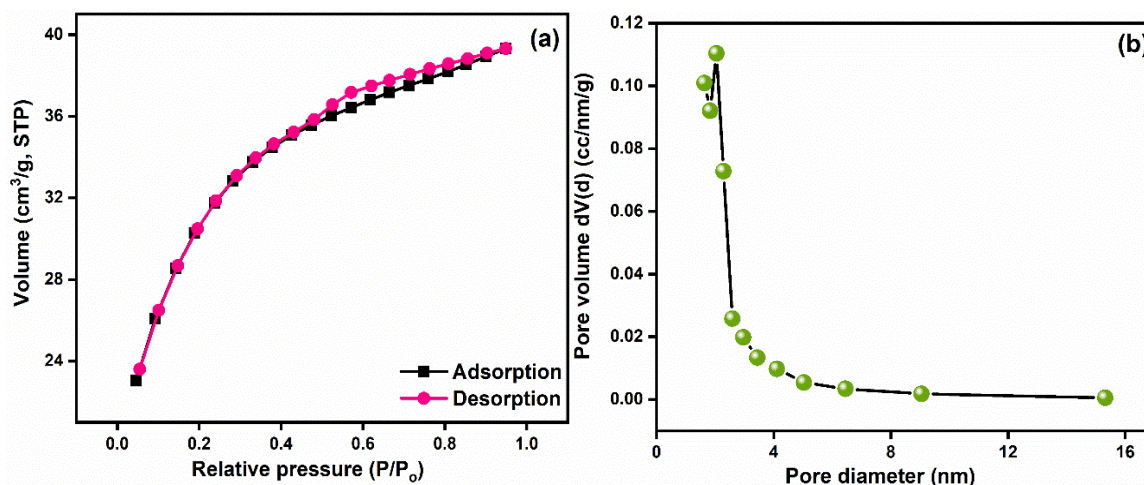 (a)
Volume (cm³/g, STP)
40
36
32
28
24
0.0 0.2 0.4 0.6 0.8 1.0
Relative pressure (P/Pₒ)
Adsorption
Desorption
(b)
Pore volume dV(d) (cc/nm/g)
0.12
0.10
0.08
0.06
0.04
0.02
0.00
0 4 8 12 16
Pore diameter (nm)